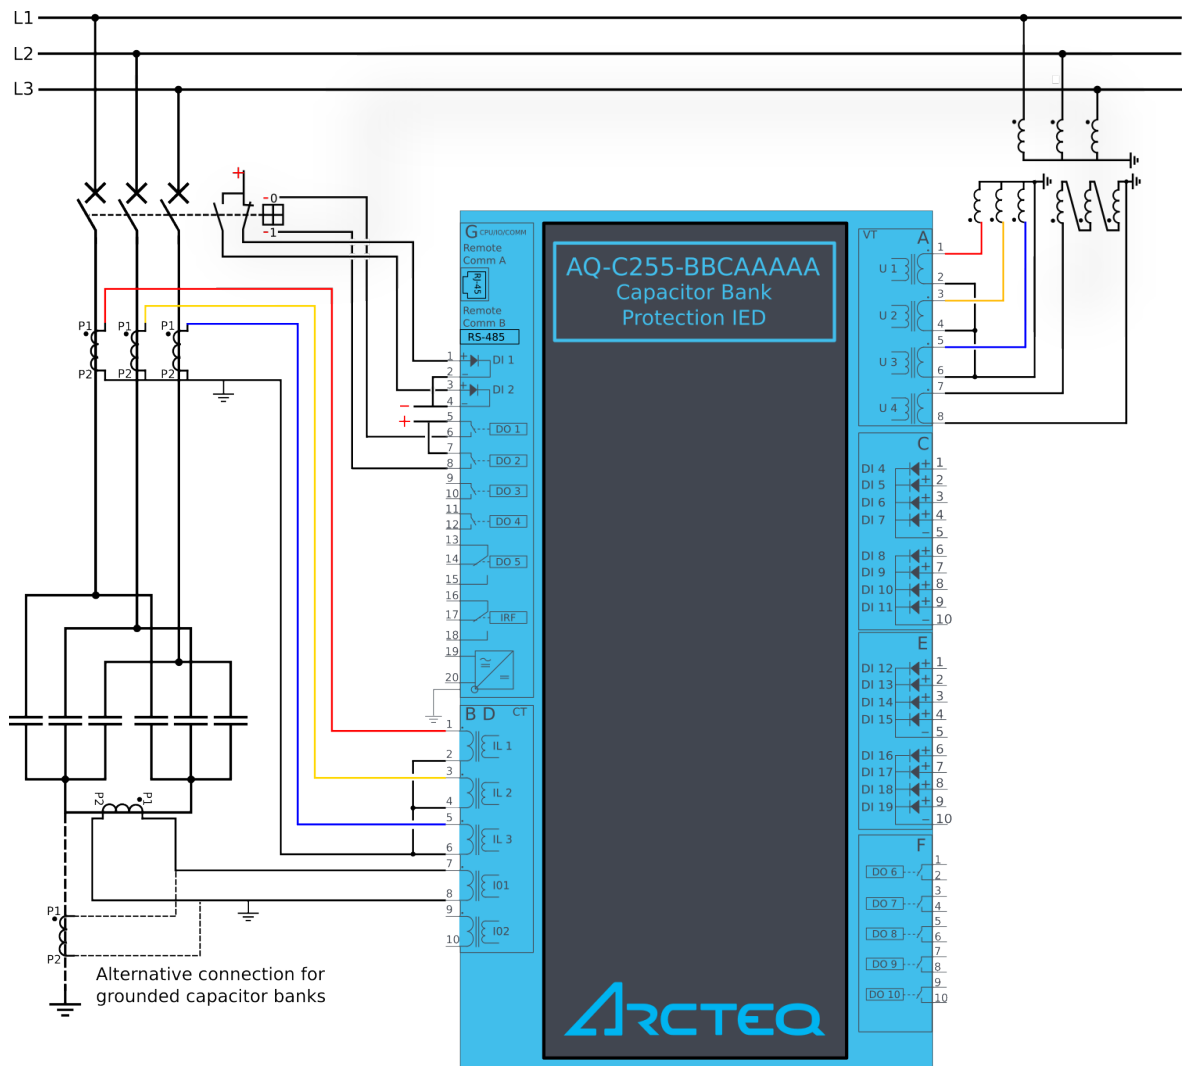 L1
L2
L3
+
-0
-1
P1
P1
P1
P2
P2
P2
G CPU/IO/COMM
Remote
Comm A
RJ-45
Remote
Comm B
RS-485
1 + DI 1
2 -
3 + DI 2
4 -
-
+
5
6 DO 1
7
8 DO 2
9
10 DO 3
11
12 DO 4
13
14 DO 5
15
16
17 IRF
18
19
20
B D CT
1
IL 1
2
3
IL 2
4
5
IL 3
6
7
I01
8
9
I02
10
P2
P1
P1
P2
Alternative connection for
grounded capacitor banks
AQ-C255-BBCAAAAA
Capacitor Bank
Protection IED
ARCTEQ
VT A
1
U 1
2
3
U 2
4
5
U 3
6
7
U 4
8
C
DI 4 + 1
DI 5 + 2
DI 6 + 3
DI 7 + 4
- 5
DI 8 + 6
DI 9 + 7
DI 10 + 8
DI 11 + 9
- 10
E
DI 12 + 1
DI 13 + 2
DI 14 + 3
DI 15 + 4
- 5
DI 16 + 6
DI 17 + 7
DI 18 + 8
DI 19 + 9
- 10
F
1
DO 6
2
3
DO 7
4
5
DO 8
6
7
DO 9
8
9
DO 10
10